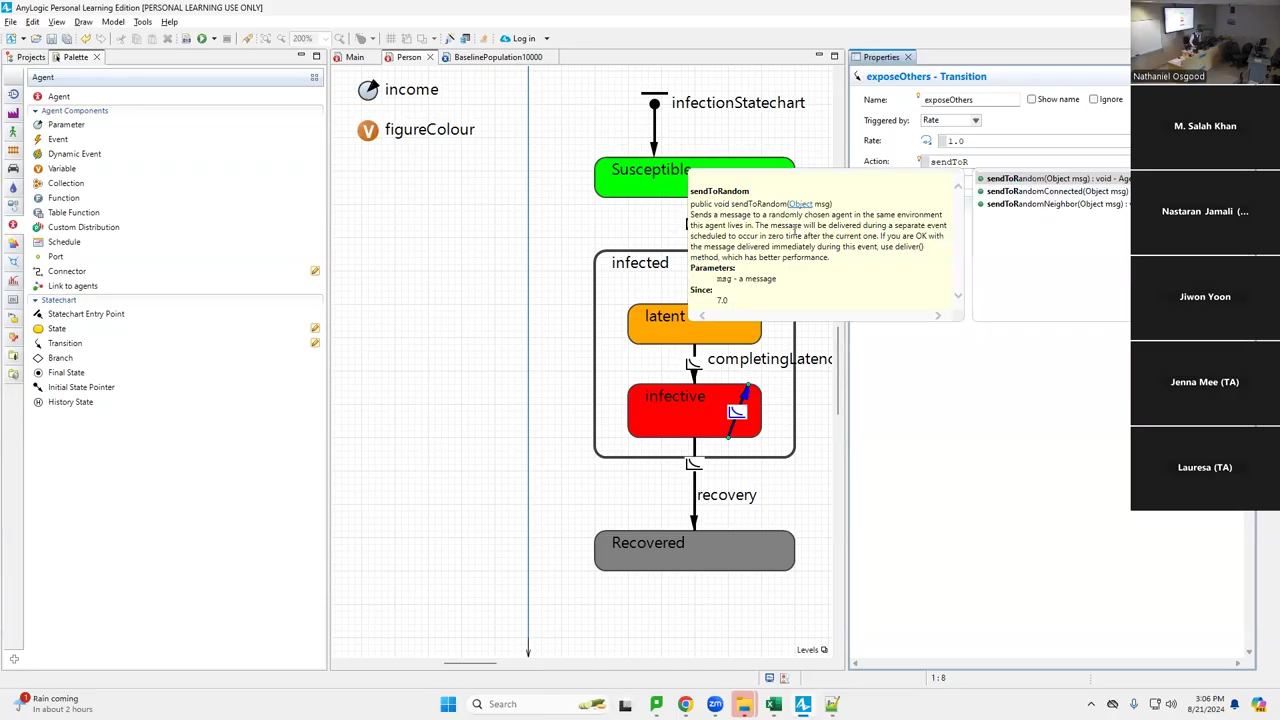 AnyLogic Personal Learning Edition [PERSONAL LEARNING USE ONLY]
File Edit View Draw Model Tools Help
200%
Log in
Projects
Palette
Main
Person
BaselinePopulation10000
Properties
Agent
Agent
Agent Components
Parameter
Event
Dynamic Event
Variable
Collection
Function
Table Function
Custom Distribution
Schedule
Port
Connector
Link to agents
Statechart
Statechart Entry Point
State
Transition
Branch
Final State
Initial State Pointer
History State
income
figureColour
infectionStatechart
Susceptible
infected
latent
completingLatenc
infective
recovery
Recovered
Levels
sendToRandom
public void sendToRandom(Object msg)
Sends a message to a randomly chosen agent in the same environment
this agent lives in. The message will be delivered during a separate event
scheduled to occur in zero time after the current one. If you are OK with
the message delivered immediately during this event, use deliver()
method, which has better performance.
Parameters:
msg - a message
Since:
7.0
exposeOthers - Transition
Name:
exposeOthers
Show name
Ignore
Triggered by:
Rate
Rate:
1.0
Action:
sendToR
sendToRandom(Object msg) : void - Age
sendToRandomConnected(Object msg)
sendToRandomNeighbor(Object msg) : v
1:8
Nathaniel Osgood
M. Salah Khan
Nastaran Jamali (...
Jiwon Yoon
Jenna Mee (TA)
Lauresa (TA)
1
Rain coming
In about 2 hours
Search
zm
3:06 PM
8/21/2024